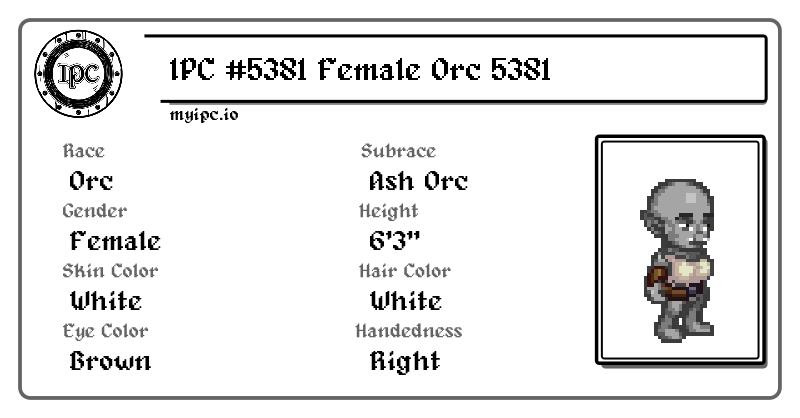 IPC
IPC #5381 Female Orc 5381
myipc.io
Race
Orc
Subrace
Ash Orc
Gender
Female
Height
6'3"
Skin Color
White
Hair Color
White
Eye Color
Brown
Handedness
Right